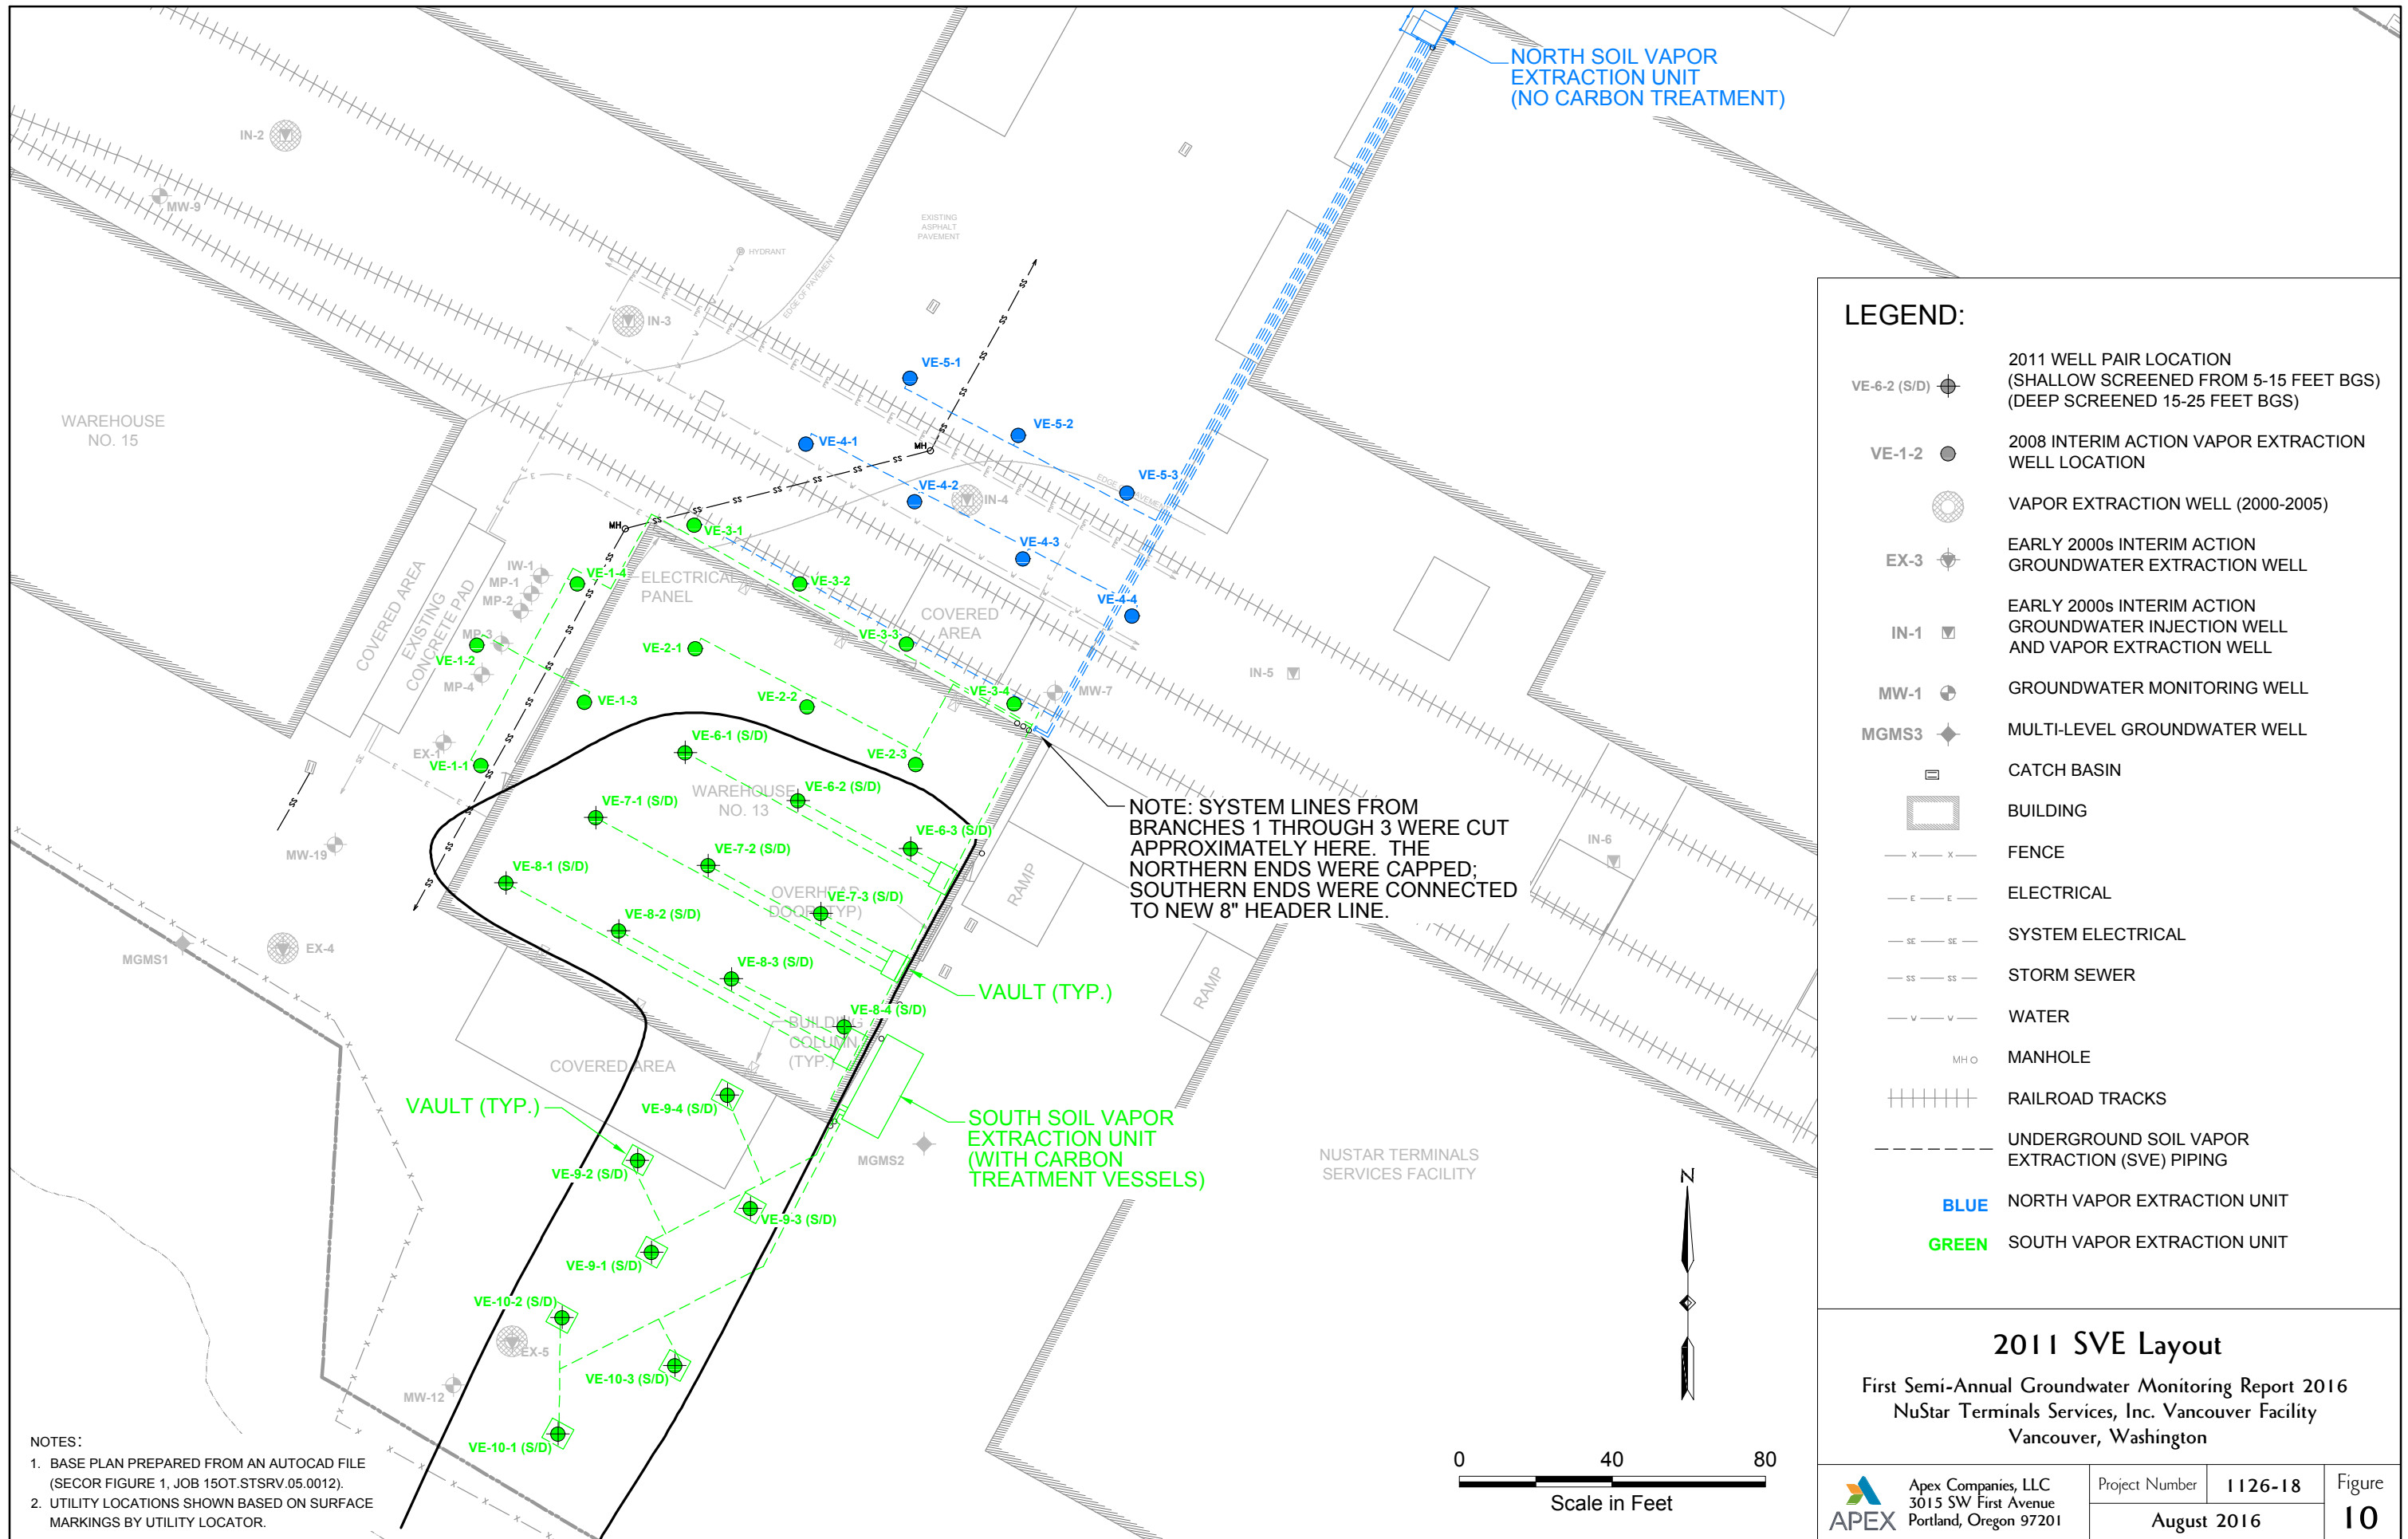 NORTH SOIL VAPOR
EXTRACTION UNIT
(NO CARBON TREATMENT)
IN-2
MW-9
EXISTING
ASPHALT
PAVEMENT
HYDRANT
EDGE OF PAVEMENT
IN-3
WAREHOUSE
NO. 15
VE-5-1
VE-5-2
VE-5-3
VE-4-1
MH
VE-4-2
IN-4
VE-4-3
VE-4-4
MH
VE-3-1
VE-3-2
VE-3-3
VE-3-4
COVERED
AREA
ELECTRICAL
PANEL
IW-1
MP-1
MP-2
MP-3
MP-4
COVERED AREA
EXISTING
CONCRETE PAD
VE-1-4
VE-1-2
VE-1-3
VE-1-1
EX-1
VE-2-1
VE-2-2
VE-2-3
MW-7
IN-5
IN-6
VE-6-1 (S/D)
VE-6-2 (S/D)
VE-6-3 (S/D)
WAREHOUSE
NO. 13
VE-7-1 (S/D)
VE-7-2 (S/D)
VE-7-3 (S/D)
OVERHEAD
DOOR (TYP)
VE-8-1 (S/D)
VE-8-2 (S/D)
VE-8-3 (S/D)
VE-8-4 (S/D)
MW-19
MGMS1
EX-4
RAMP
RAMP
NOTE: SYSTEM LINES FROM
BRANCHES 1 THROUGH 3 WERE CUT
APPROXIMATELY HERE. THE
NORTHERN ENDS WERE CAPPED;
SOUTHERN ENDS WERE CONNECTED
TO NEW 8" HEADER LINE.
VAULT (TYP.)
BUILDING
COLUMN
(TYP.)
COVERED AREA
VAULT (TYP.)
VE-9-4 (S/D)
VE-9-2 (S/D)
VE-9-3 (S/D)
VE-9-1 (S/D)
MGMS2
SOUTH SOIL VAPOR
EXTRACTION UNIT
(WITH CARBON
TREATMENT VESSELS)
NUSTAR TERMINALS
SERVICES FACILITY
VE-10-2 (S/D)
EX-5
VE-10-3 (S/D)
MW-12
VE-10-1 (S/D)
N
0 40 80
Scale in Feet
NOTES:
1. BASE PLAN PREPARED FROM AN AUTOCAD FILE
(SECOR FIGURE 1, JOB 15OT.STSRV.05.0012).
2. UTILITY LOCATIONS SHOWN BASED ON SURFACE
MARKINGS BY UTILITY LOCATOR.
LEGEND:
VE-6-2 (S/D) 2011 WELL PAIR LOCATION
(SHALLOW SCREENED FROM 5-15 FEET BGS)
(DEEP SCREENED 15-25 FEET BGS)
VE-1-2 2008 INTERIM ACTION VAPOR EXTRACTION
WELL LOCATION
VAPOR EXTRACTION WELL (2000-2005)
EX-3 EARLY 2000s INTERIM ACTION
GROUNDWATER EXTRACTION WELL
IN-1 EARLY 2000s INTERIM ACTION
GROUNDWATER INJECTION WELL
AND VAPOR EXTRACTION WELL
MW-1 GROUNDWATER MONITORING WELL
MGMS3 MULTI-LEVEL GROUNDWATER WELL
CATCH BASIN
BUILDING
X X FENCE
E E ELECTRICAL
SE SE SYSTEM ELECTRICAL
SS SS STORM SEWER
W W WATER
MH MANHOLE
RAILROAD TRACKS
UNDERGROUND SOIL VAPOR
EXTRACTION (SVE) PIPING
BLUE NORTH VAPOR EXTRACTION UNIT
GREEN SOUTH VAPOR EXTRACTION UNIT
2011 SVE Layout
First Semi-Annual Groundwater Monitoring Report 2016
NuStar Terminals Services, Inc. Vancouver Facility
Vancouver, Washington
APEX
Apex Companies, LLC
3015 SW First Avenue
Portland, Oregon 97201
Project Number 1126-18
August 2016
Figure
10